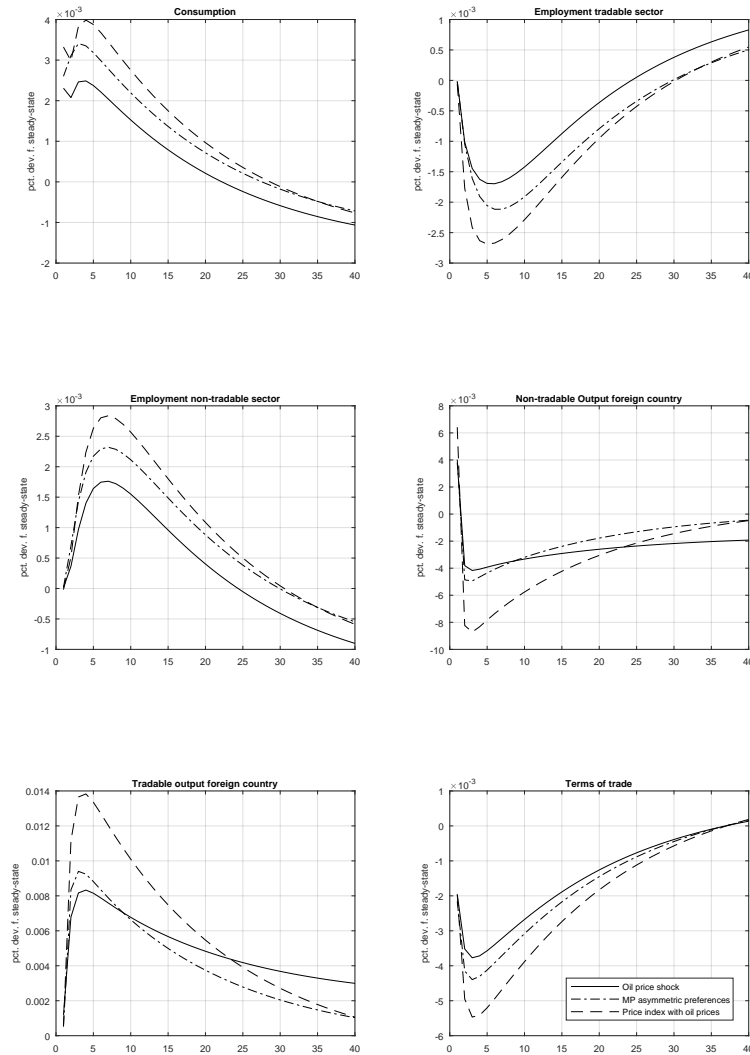 Consumption
×10^-3
pct. dev. f. steady-state
4
3
2
1
0
-1
-2
0 5 10 15 20 25 30 35 40
Employment tradable sector
×10^-3
pct. dev. f. steady-state
1
0.5
0
-0.5
-1
-1.5
-2
-2.5
-3
0 5 10 15 20 25 30 35 40
Employment non-tradable sector
×10^-3
pct. dev. f. steady-state
3
2.5
2
1.5
1
0.5
0
-0.5
-1
0 5 10 15 20 25 30 35 40
Non-tradable Output foreign country
×10^-3
pct. dev. f. steady-state
8
6
4
2
0
-2
-4
-6
-8
-10
0 5 10 15 20 25 30 35 40
Tradable output foreign country
pct. dev. f. steady-state
0.014
0.012
0.01
0.008
0.006
0.004
0.002
0
0 5 10 15 20 25 30 35 40
Terms of trade
×10^-3
pct. dev. f. steady-state
1
0
-1
-2
-3
-4
-5
-6
0 5 10 15 20 25 30 35 40
Oil price shock
MP asymmetric preferences
Price index with oil prices